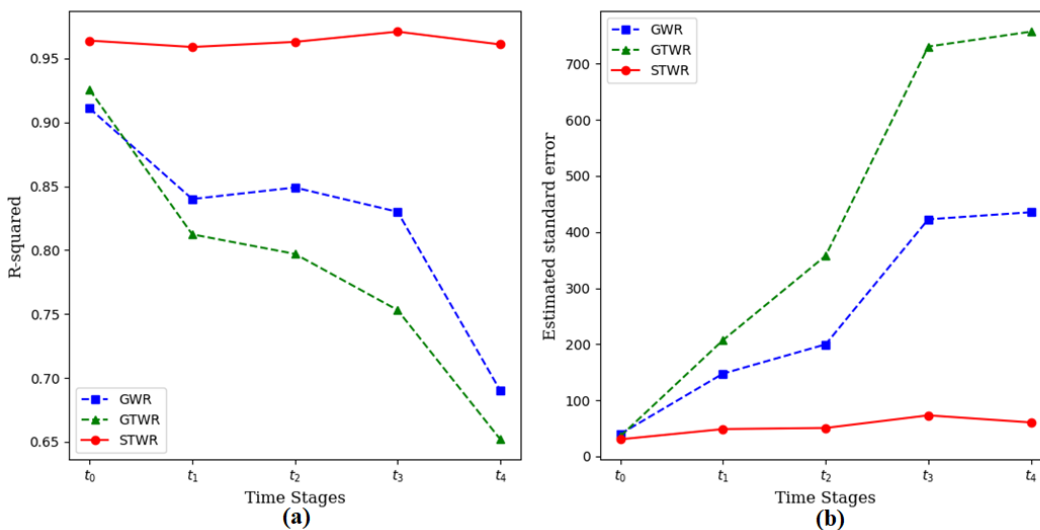 R-squared
0.95
0.90
0.85
0.80
0.75
0.70
0.65
GWR
GTWR
STWR
t0 t1 t2 t3 t4
Time Stages
(a)
Estimated standard error
700
600
500
400
300
200
100
0
GWR
GTWR
STWR
t0 t1 t2 t3 t4
Time Stages
(b)